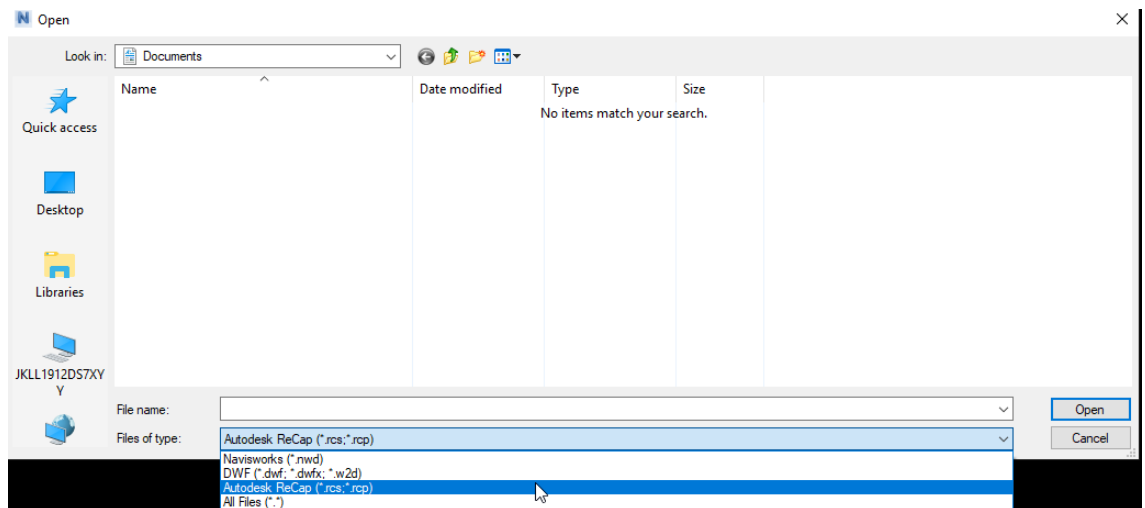 Open
Look in: Documents
Name Date modified Type Size
No items match your search.
Quick access
Desktop
Libraries
JKLL1912DS7XY
Y
File name: Open
Files of type: Autodesk ReCap (*.rcs;*.rcp) Cancel
Navisworks (*.nwd)
DWF (*.dwf; *.dwfx; *.w2d)
Autodesk ReCap (*.rcs;*.rcp)
All Files (*.*)